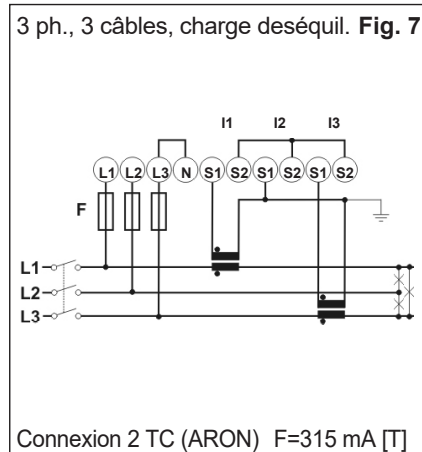 3 ph., 3 câbles, charge deséquil. Fig. 7
I1 I2 I3
L1 L2 L3 N S1 S2 S1 S2 S1 S2
F
L1
L2
L3
Connexion 2 TC (ARON) F=315 mA [T]